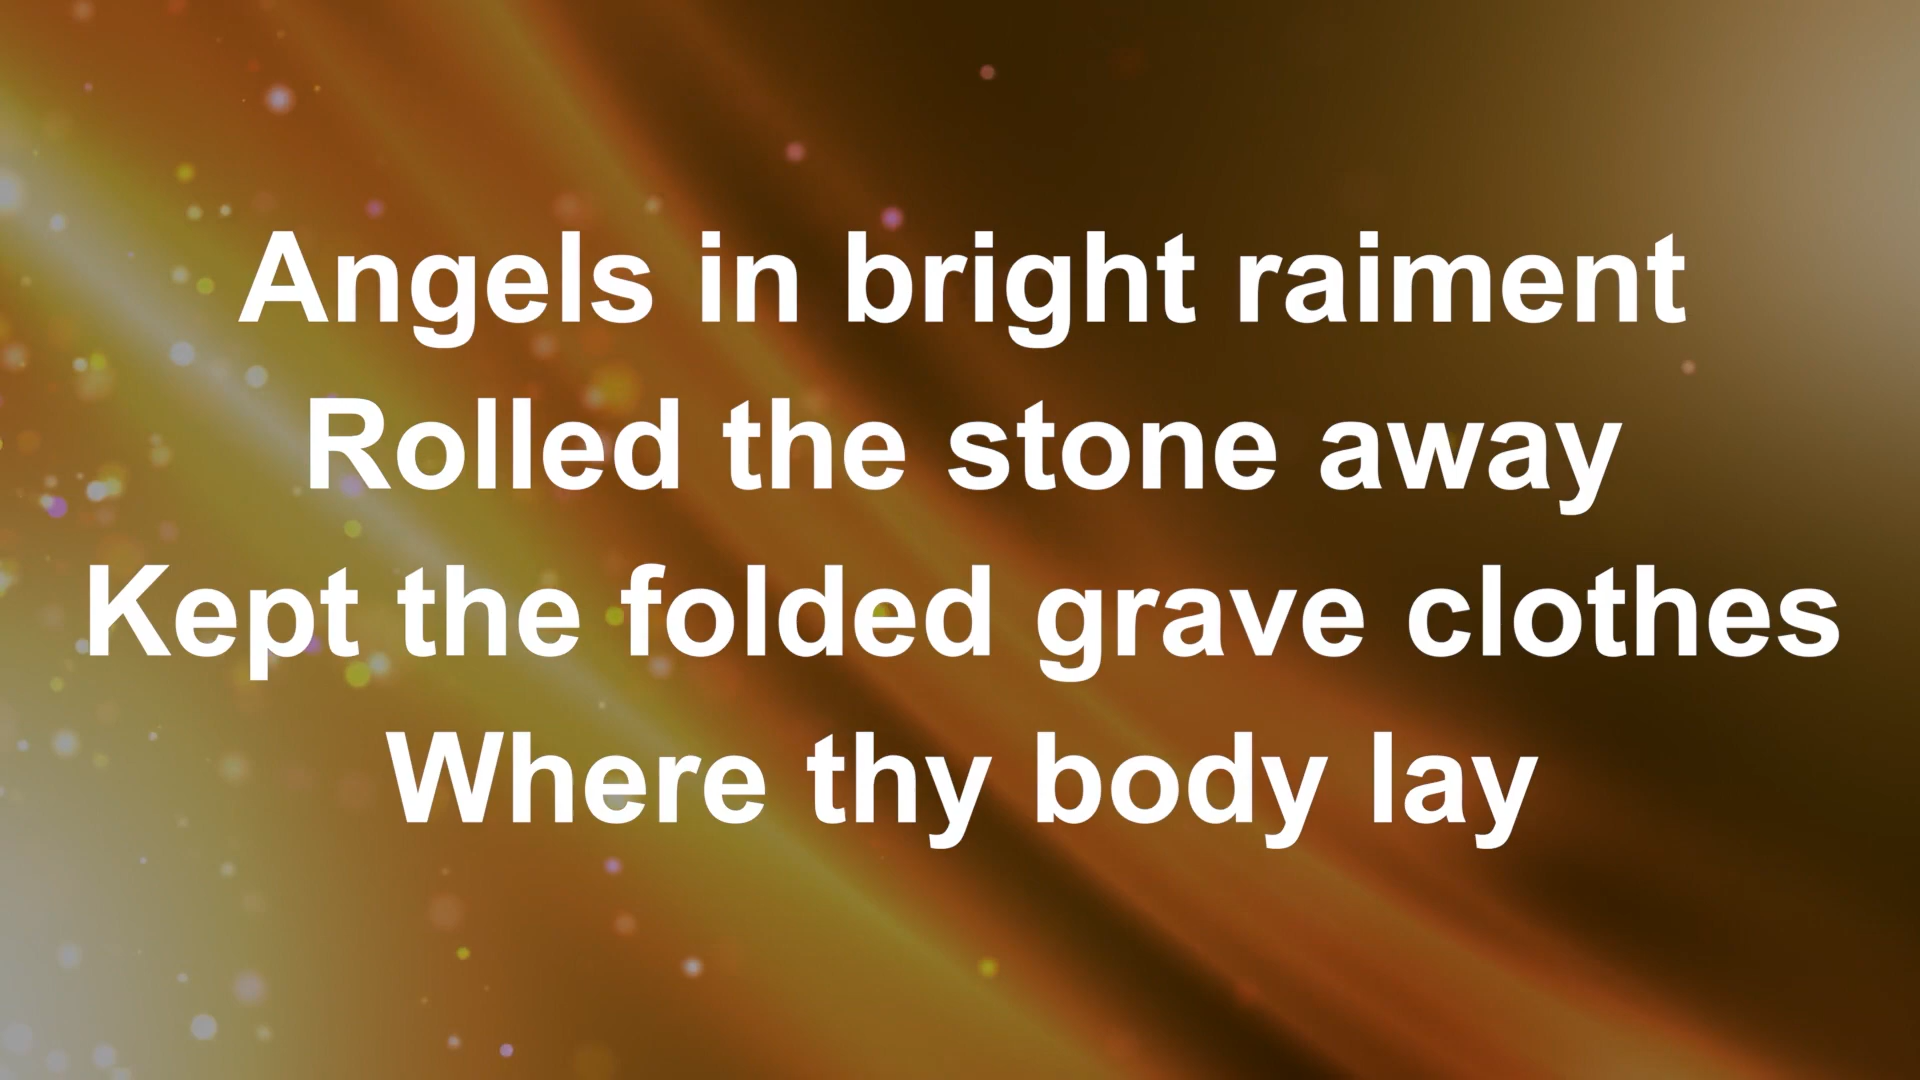 Angels in bright raiment
Rolled the stone away
Kept the folded grave clothes
Where thy body lay